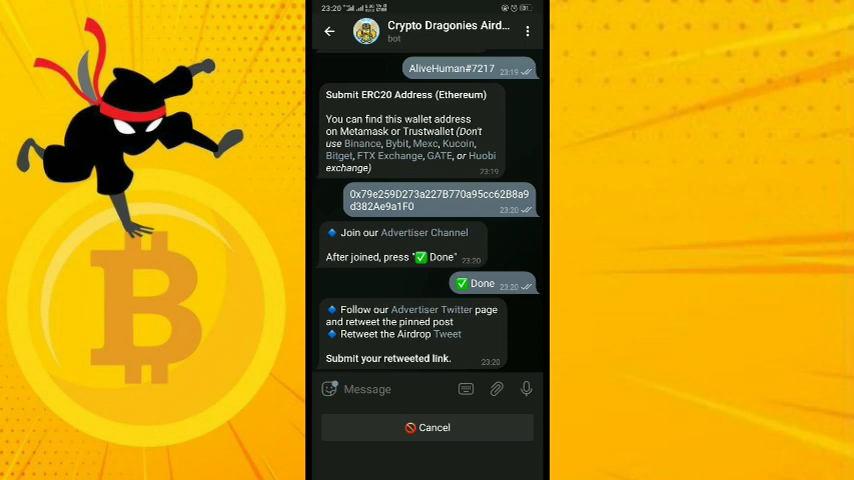 23:20
Crypto Dragonies Aird...
bot
AliveHuman#7217 23:19
Submit ERC20 Address (Ethereum)
You can find this wallet address
on Metamask or Trustwallet (Don't
use Binance, Bybit, Mexc, Kucoin,
Bitget, FTX Exchange, GATE, or Huobi
exchange)
23:19
0x79e259D273a227B770a95cc62B8a9
d382Ae9a1F0
23:20
Join our Advertiser Channel
After joined, press "✅ Done" 23:20
✅ Done 23:20
Follow our Advertiser Twitter page
and retweet the pinned post
Retweet the Airdrop Tweet
Submit your retweeted link. 23:20
Message
Cancel